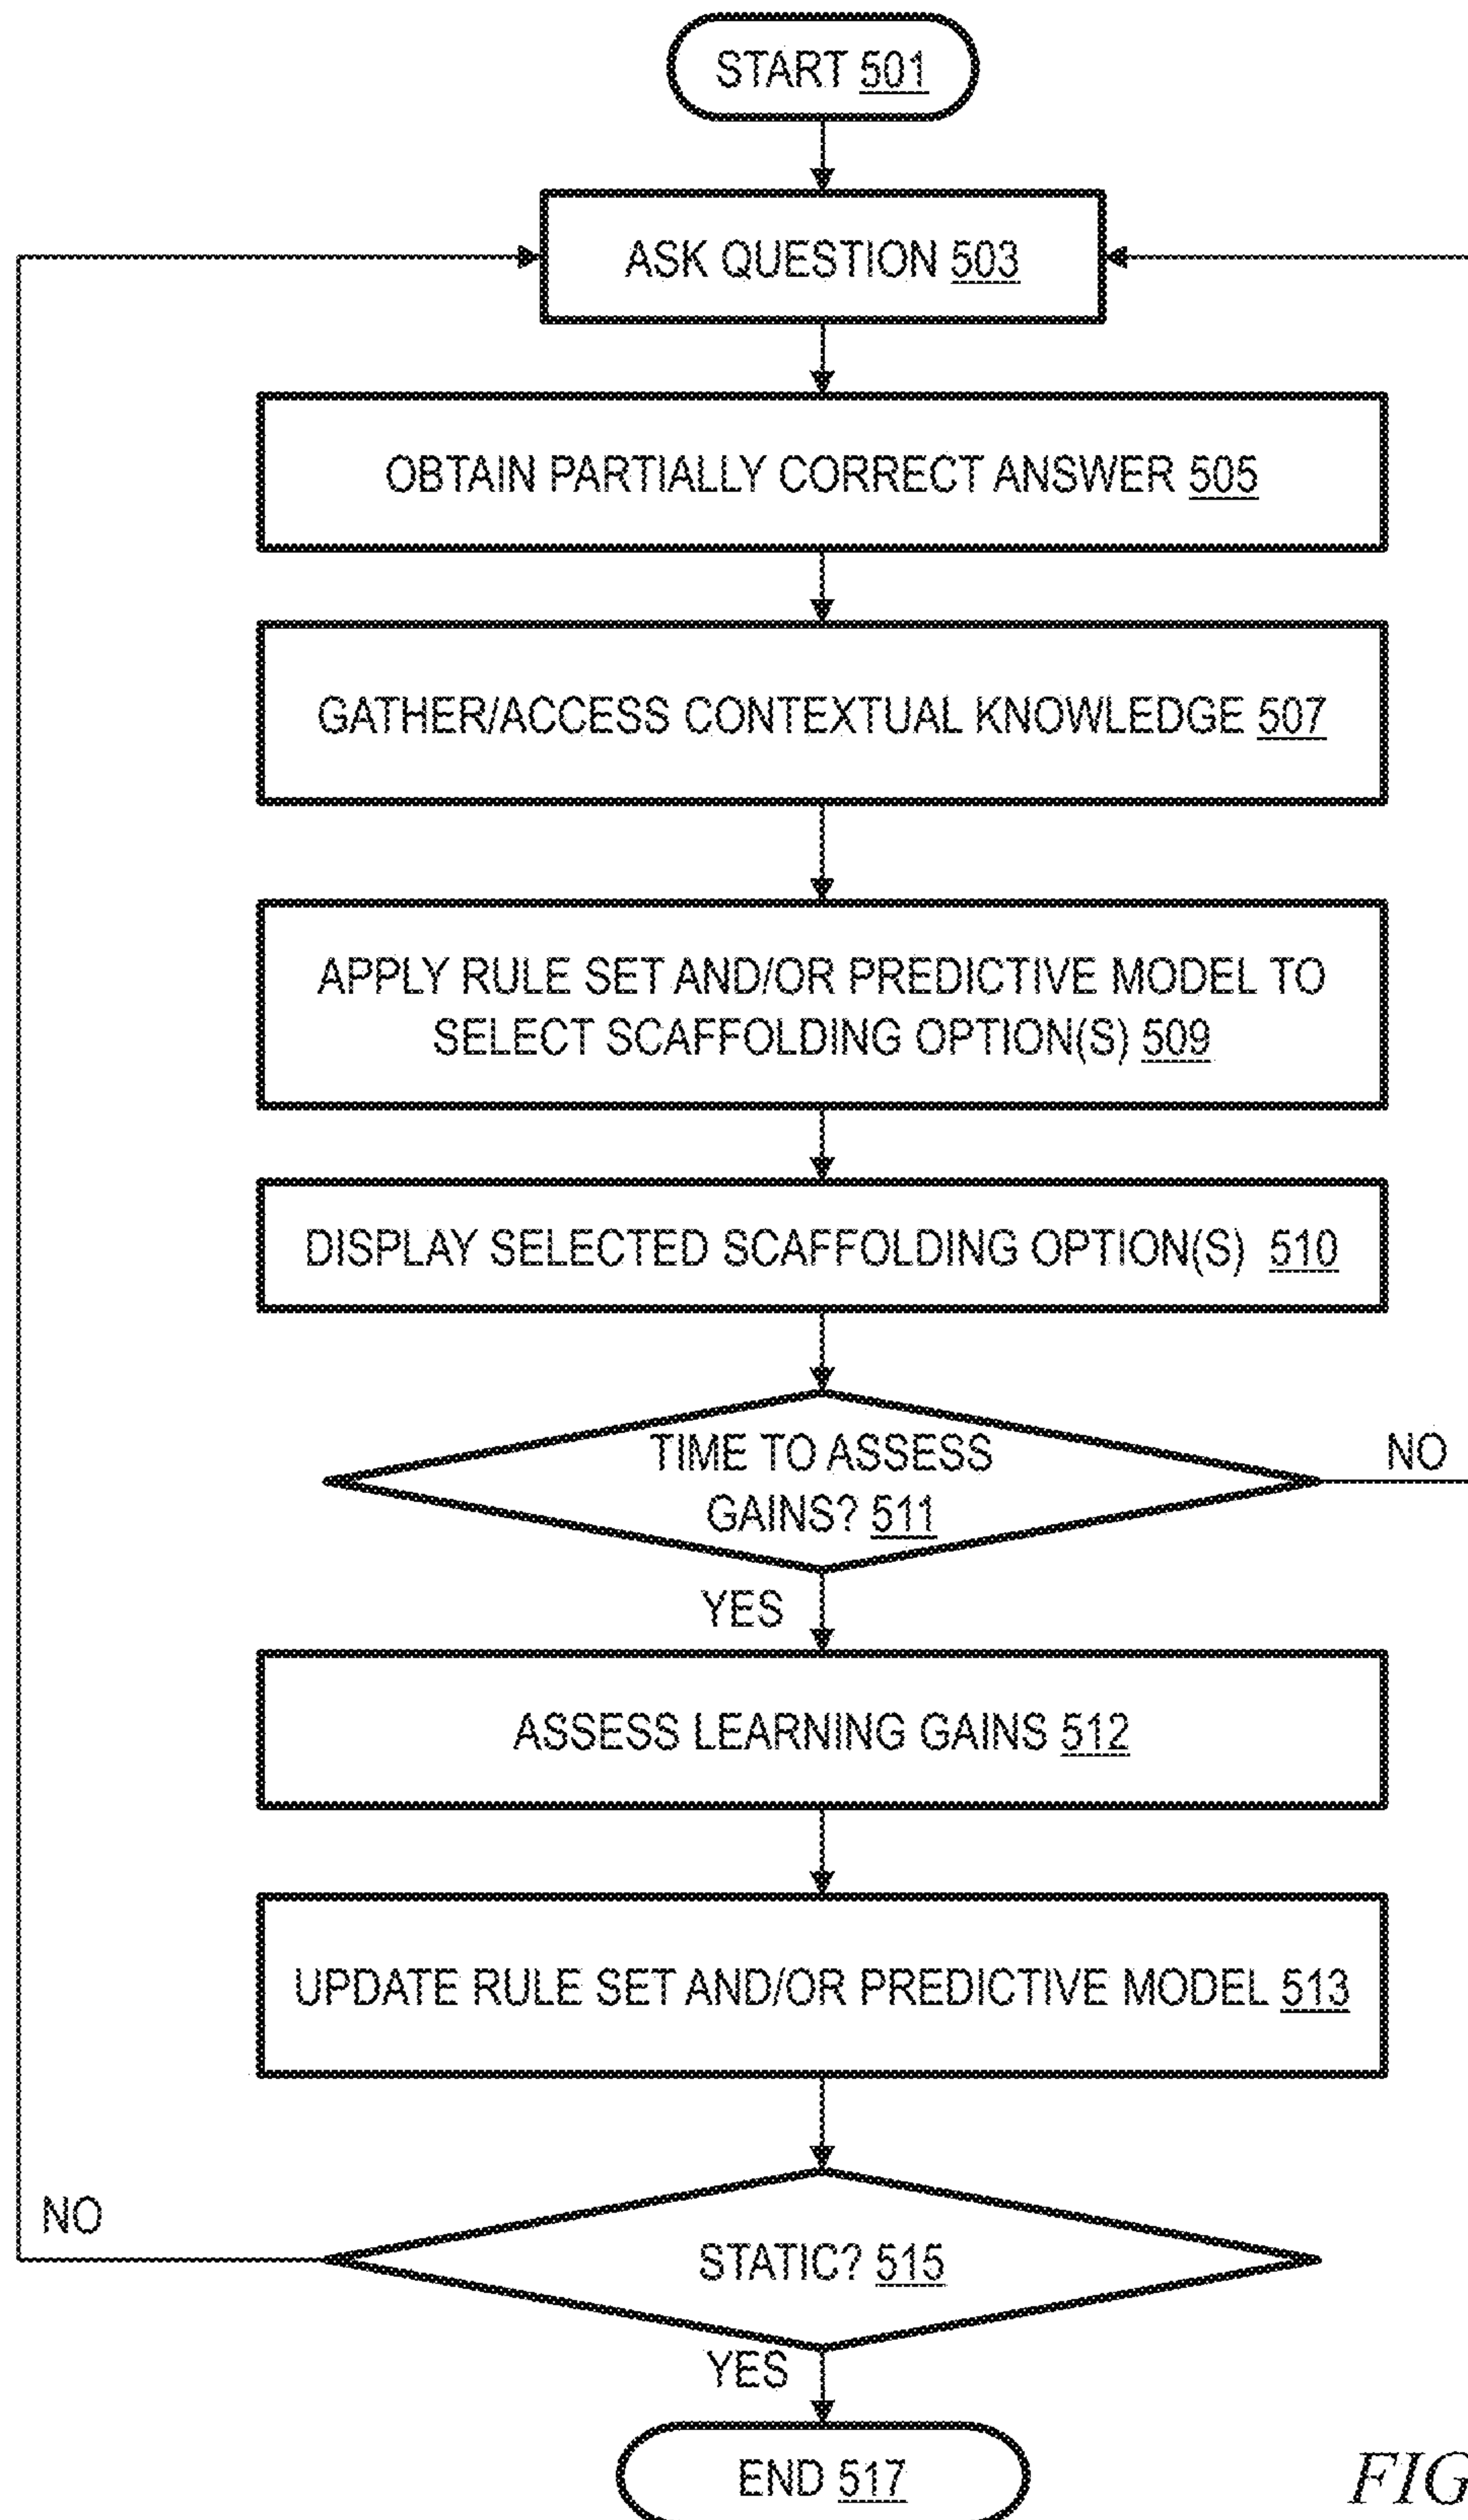 START 501
ASK QUESTION 503
OBTAIN PARTIALLY CORRECT ANSWER 505
GATHER/ACCESS CONTEXTUAL KNOWLEDGE 507
APPLY RULE SET AND/OR PREDICTIVE MODEL TO
SELECT SCAFFOLDING OPTION(S) 509
DISPLAY SELECTED SCAFFOLDING OPTION(S) 510
TIME TO ASSESS
GAINS? 511
NO
YES
ASSESS LEARNING GAINS 512
UPDATE RULE SET AND/OR PREDICTIVE MODEL 513
NO
STATIC? 515
YES
END 517
FIG